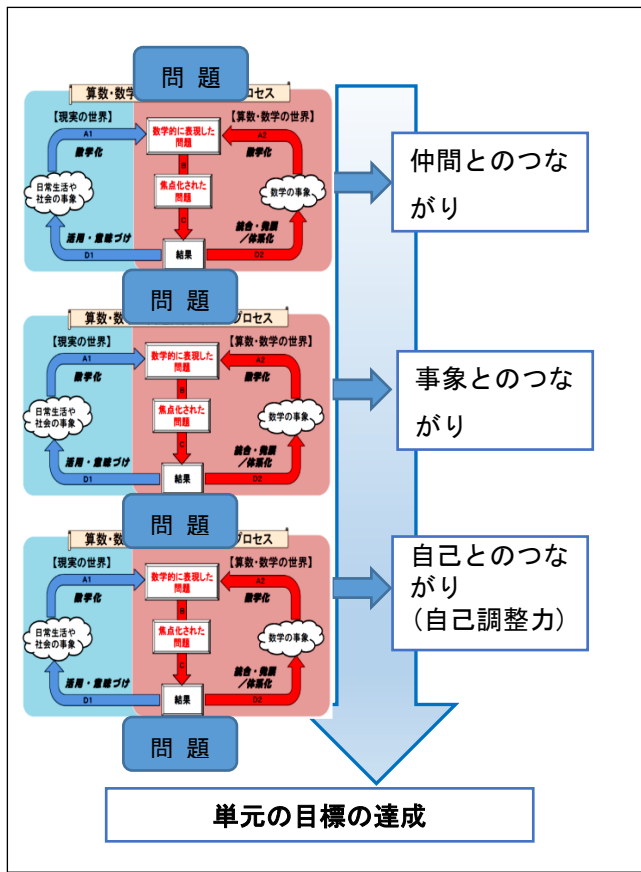 問 題
算数・数学
ロセス
【現実の世界】
【算数・数学の世界】
A1
数学化
数学的に表現した
問題
A2
数学化
B
日常生活や
社会の事象
焦点化された
問題
数学の事象
C
活用・意味づけ
D1
結果
統合・発展
/体系化
D2
仲間とのつな
がり
問 題
算数・数
プロセス
【現実の世界】
【算数・数学の世界】
A1
数学化
数学的に表現した
問題
A2
数学化
B
日常生活や
社会の事象
焦点化された
問題
数学の事象
C
活用・意味づけ
D1
結果
統合・発展
/体系化
D2
事象とのつな
がり
問 題
算数・数
プロセス
【現実の世界】
【算数・数学の世界】
A1
数学化
数学的に表現した
問題
A2
数学化
B
日常生活や
社会の事象
焦点化された
問題
数学の事象
C
活用・意味づけ
D1
結果
統合・発展
/体系化
D2
自己とのつな
がり
(自己調整力)
問 題
単元の目標の達成